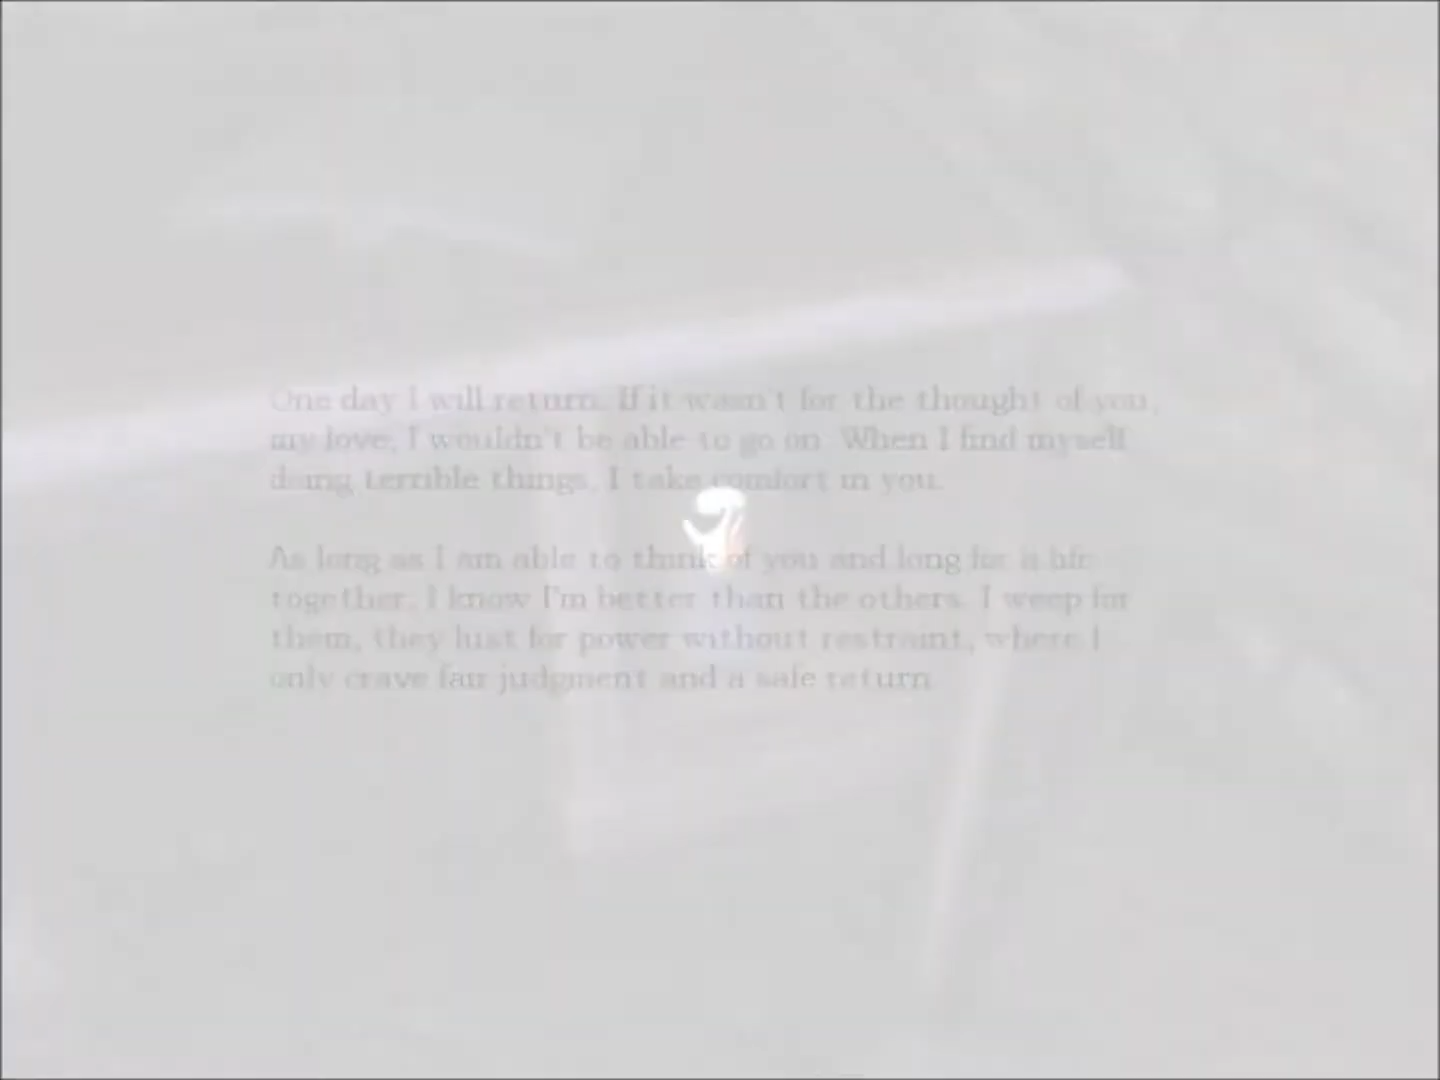 One day I will return. If it wasn't for the thought of you,
my love, I wouldn't be able to go on. When I find myself
doing terrible things, I take comfort in you.
As long as I am able to think of you and long for a life
together, I know I'm better than the others. I weep for
them, they lust for power without restraint, where I
only crave fair judgment and a safe return.